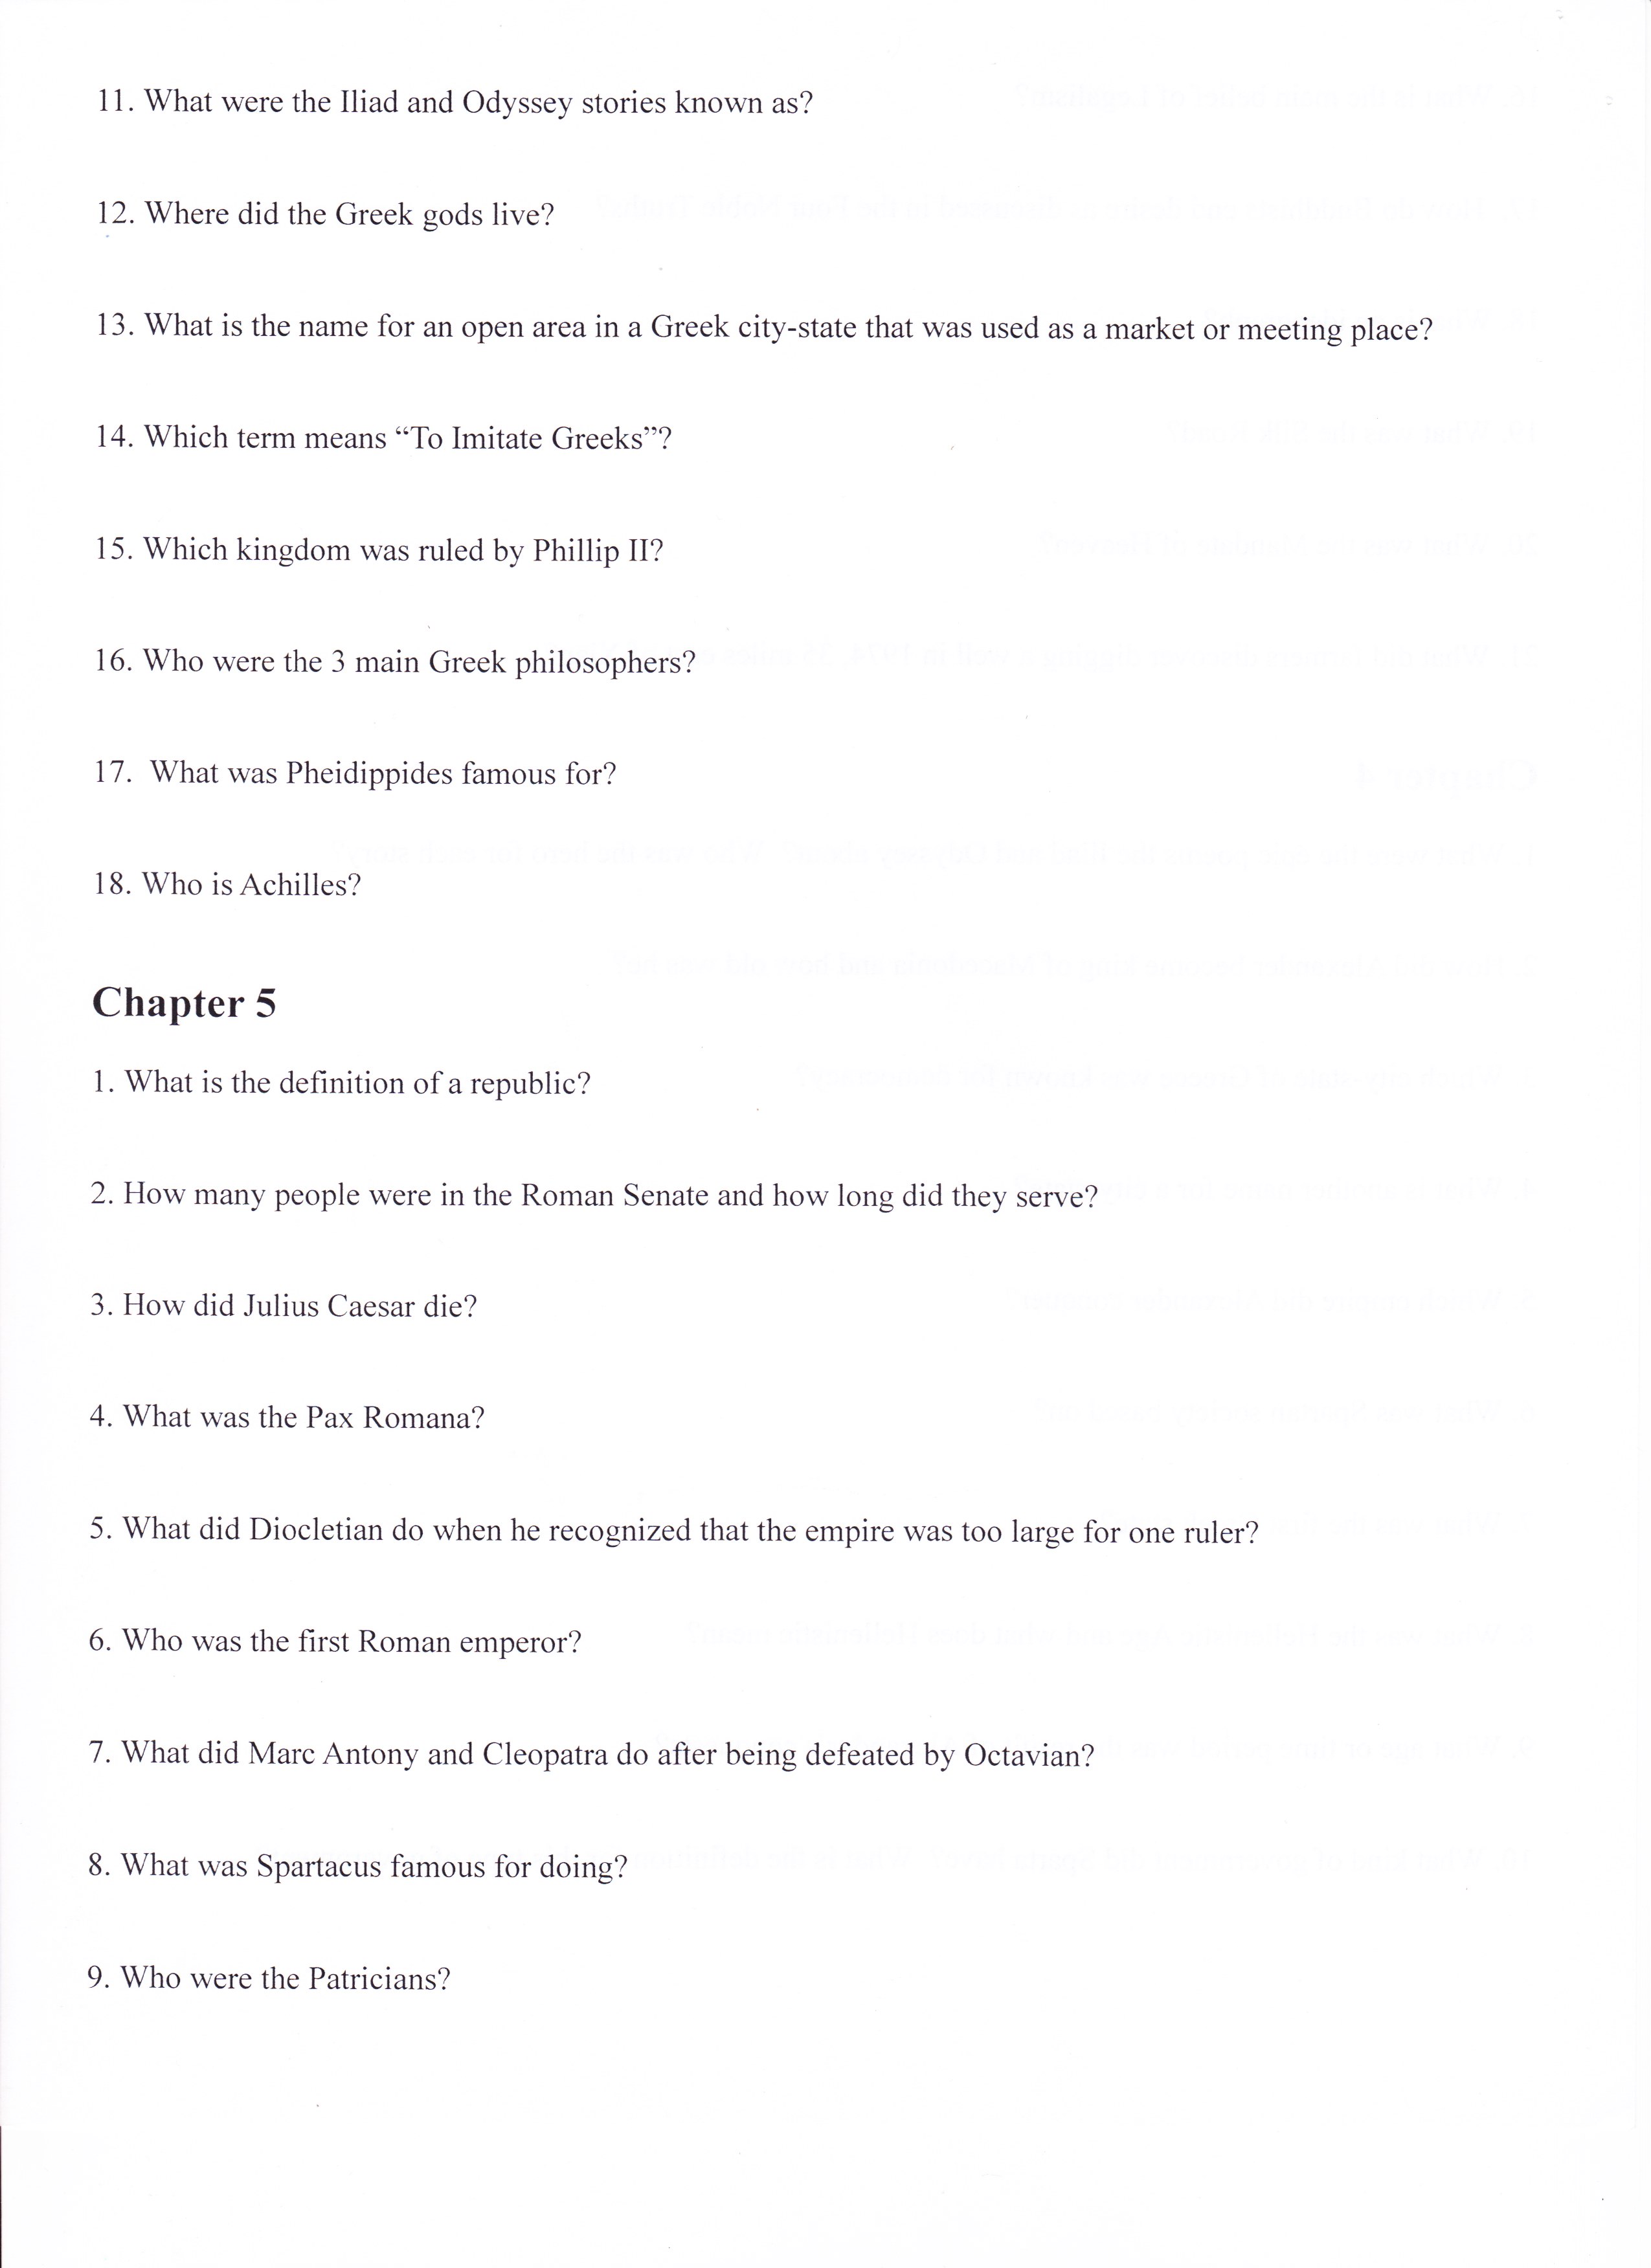 11. What were the Iliad and Odyssey stories known as?
12. Where did the Greek gods live?
13. What is the name for an open area in a Greek city-state that was used as a market or meeting place?
14. Which term means “To Imitate Greeks”?
15. Which kingdom was ruled by Phillip II?
16. Who were the 3 main Greek philosophers?
17.  What was Pheidippides famous for?
18. Who is Achilles?
Chapter 5
1. What is the definition of a republic?
2. How many people were in the Roman Senate and how long did they serve?
3. How did Julius Caesar die?
4. What was the Pax Romana?
5. What did Diocletian do when he recognized that the empire was too large for one ruler?
6. Who was the first Roman emperor?
7. What did Marc Antony and Cleopatra do after being defeated by Octavian?
8. What was Spartacus famous for doing?
9. Who were the Patricians?